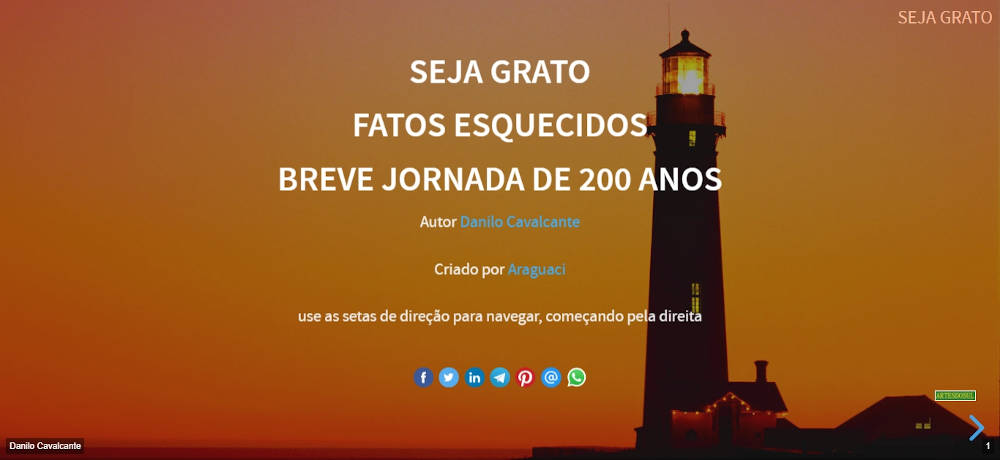 SEJA GRATO
SEJA GRATO
FATOS ESQUECIDOS
BREVE JORNADA DE 200 ANOS
Autor Danilo Cavalcante
Criado por Araguaci
use as setas de direção para navegar, começando pela direita
ARTESDOSUL
Danilo Cavalcante
1